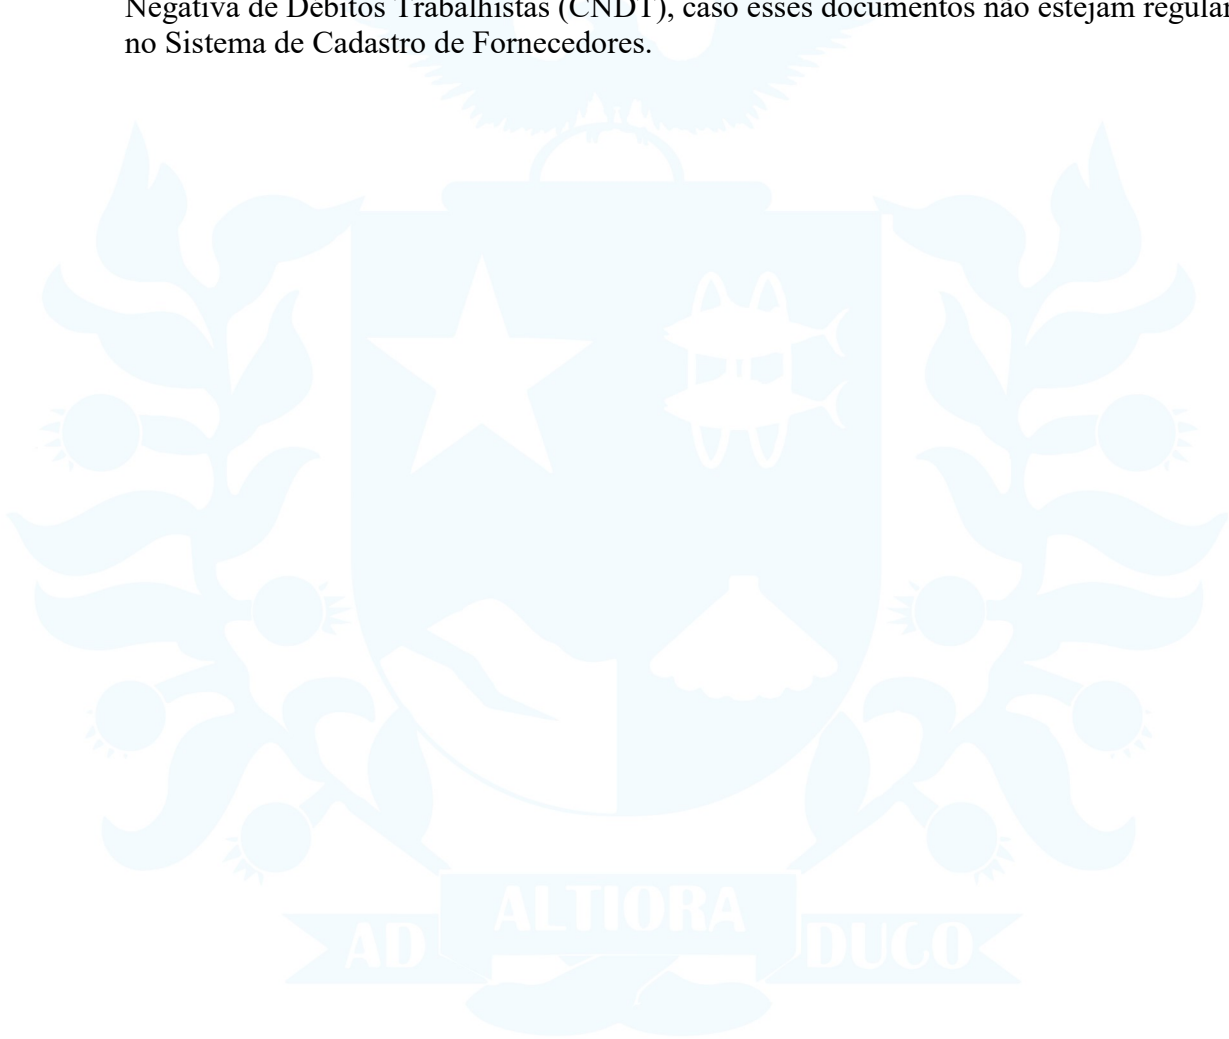 Negativa de Débitos Trabalhistas (CNDT), caso esses documentos não estejam regular
no Sistema de Cadastro de Fornecedores.
ALTIORA
AD DUCO